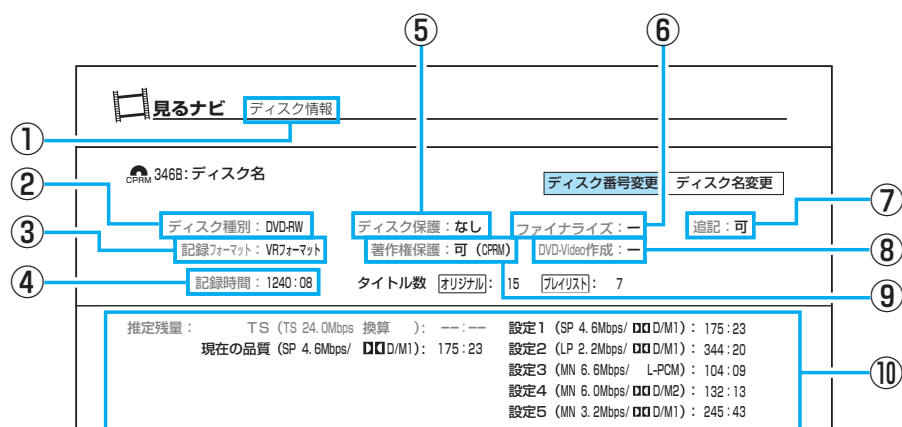 ⑤ ⑥
見るナビ ディスク情報
①
CPRM 346B:ディスク名
② ディスク番号変更 ディスク名変更
⑦
ディスク種別:DVD-RW ディスク保護:なし ファイナライズ:ー 追記:可
③ 記録フォーマット:VRフォーマット 著作権保護:可 (CPRM) DVD-Video作成:ー ⑧
④ 記録時間:1240:08 タイトル数 オリジナル: 15 プレイリスト: 7
⑨
推定残量: TS (TS 24.0Mbps 換算 ): --:-- 設定1 (SP 4.6Mbps/ DD D/M1): 175:23
現在の品質 (SP 4.6Mbps/ DD D/M1): 175:23 設定2 (LP 2.2Mbps/ DD D/M1): 344:20
設定3 (MN 6.6Mbps/ L-PCM): 104:09 ⑩
設定4 (MN 6.0Mbps/ DD D/M2): 132:13
設定5 (MN 3.2Mbps/ DD D/M1): 245:43